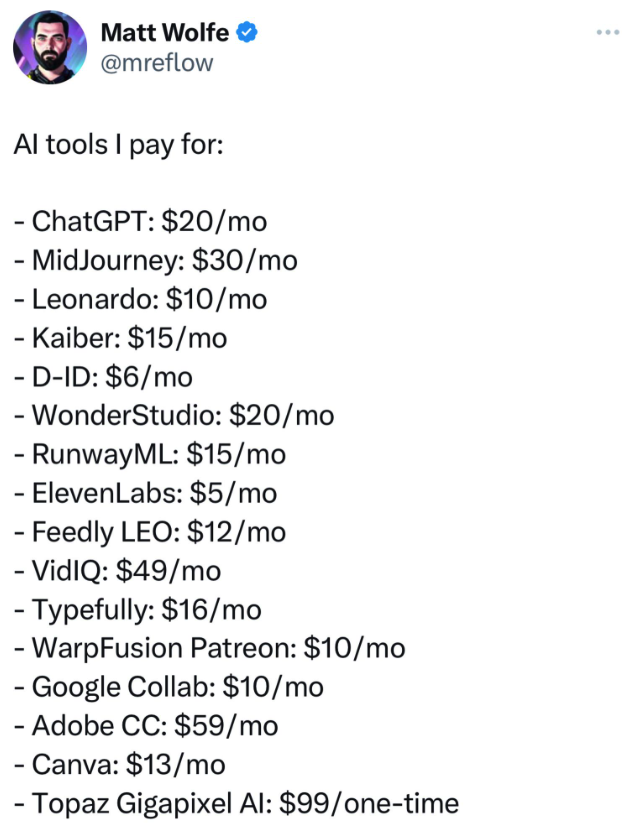 Matt Wolfe
@mreflow
AI tools I pay for:
- ChatGPT: $20/mo
- MidJourney: $30/mo
- Leonardo: $10/mo
- Kaiber: $15/mo
- D-ID: $6/mo
- WonderStudio: $20/mo
- RunwayML: $15/mo
- ElevenLabs: $5/mo
- Feedly LEO: $12/mo
- VidIQ: $49/mo
- Typefully: $16/mo
- WarpFusion Patreon: $10/mo
- Google Collab: $10/mo
- Adobe CC: $59/mo
- Canva: $13/mo
- Topaz Gigapixel AI: $99/one-time